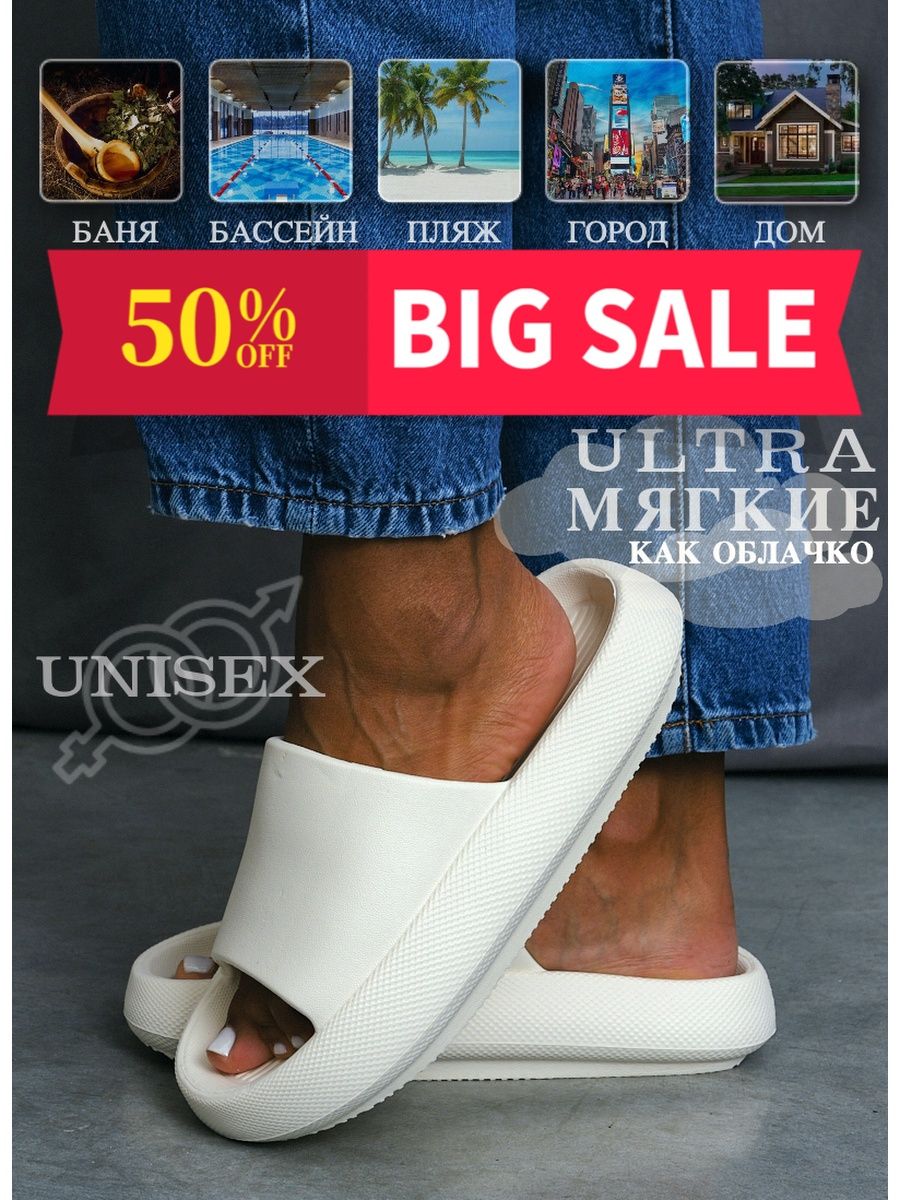 БАНЯ БАССЕЙН ПЛЯЖ ГОРОД ДОМ
50% OFF BIG SALE
ULTRA
МЯГКИЕ
КАК ОБЛАЧКО
UNISEX